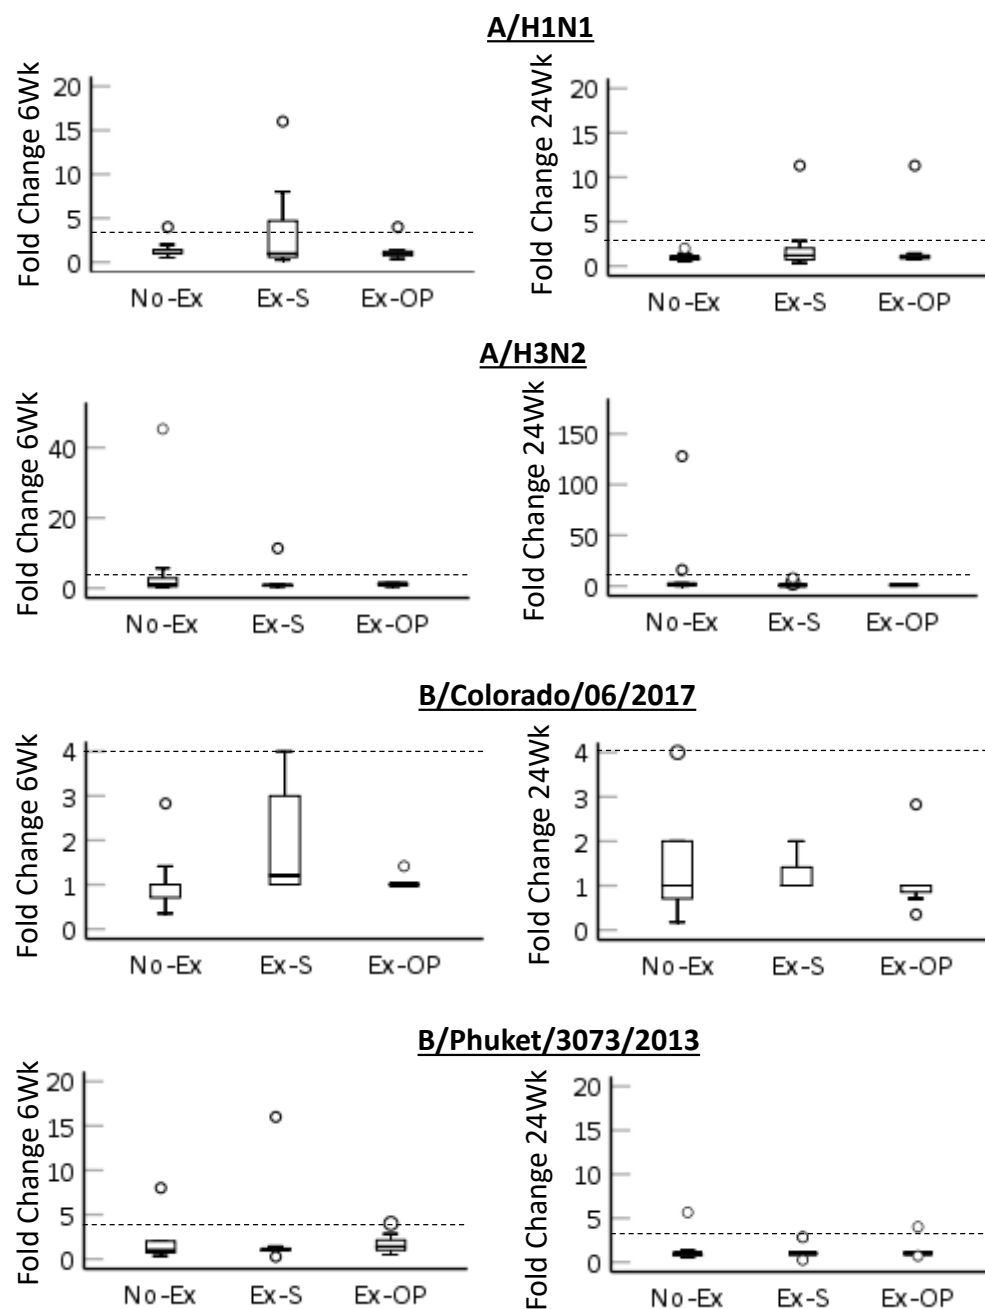 A/H1N1
Fold Change 6Wk
20
15
10
5
0
No-Ex Ex-S Ex-OP
Fold Change 24Wk
20
15
10
5
0
No-Ex Ex-S Ex-OP
A/H3N2
Fold Change 6Wk
40
20
0
No-Ex Ex-S Ex-OP
Fold Change 24Wk
150
100
50
0
No-Ex Ex-S Ex-OP
B/Colorado/06/2017
Fold Change 6Wk
4
3
2
1
0
No-Ex Ex-S Ex-OP
Fold Change 24Wk
4
3
2
1
0
No-Ex Ex-S Ex-OP
B/Phuket/3073/2013
Fold Change 6Wk
20
15
10
5
0
No-Ex Ex-S Ex-OP
Fold Change 24Wk
20
15
10
5
0
No-Ex Ex-S Ex-OP